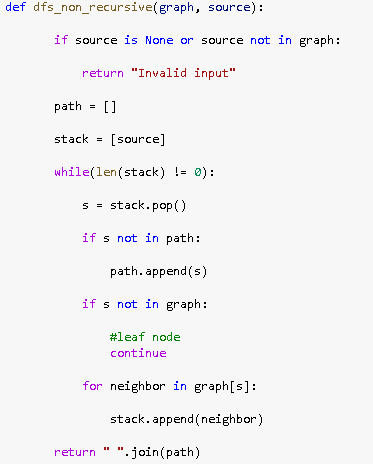 def dfs_non_recursive(graph, source):
if source is None or source not in graph:
return "Invalid input"
path = []
stack = [source]
while(len(stack) != 0):
s = stack.pop()
if s not in path:
path.append(s)
if s not in graph:
#leaf node
continue
for neighbor in graph[s]:
stack.append(neighbor)
return " ".join(path)